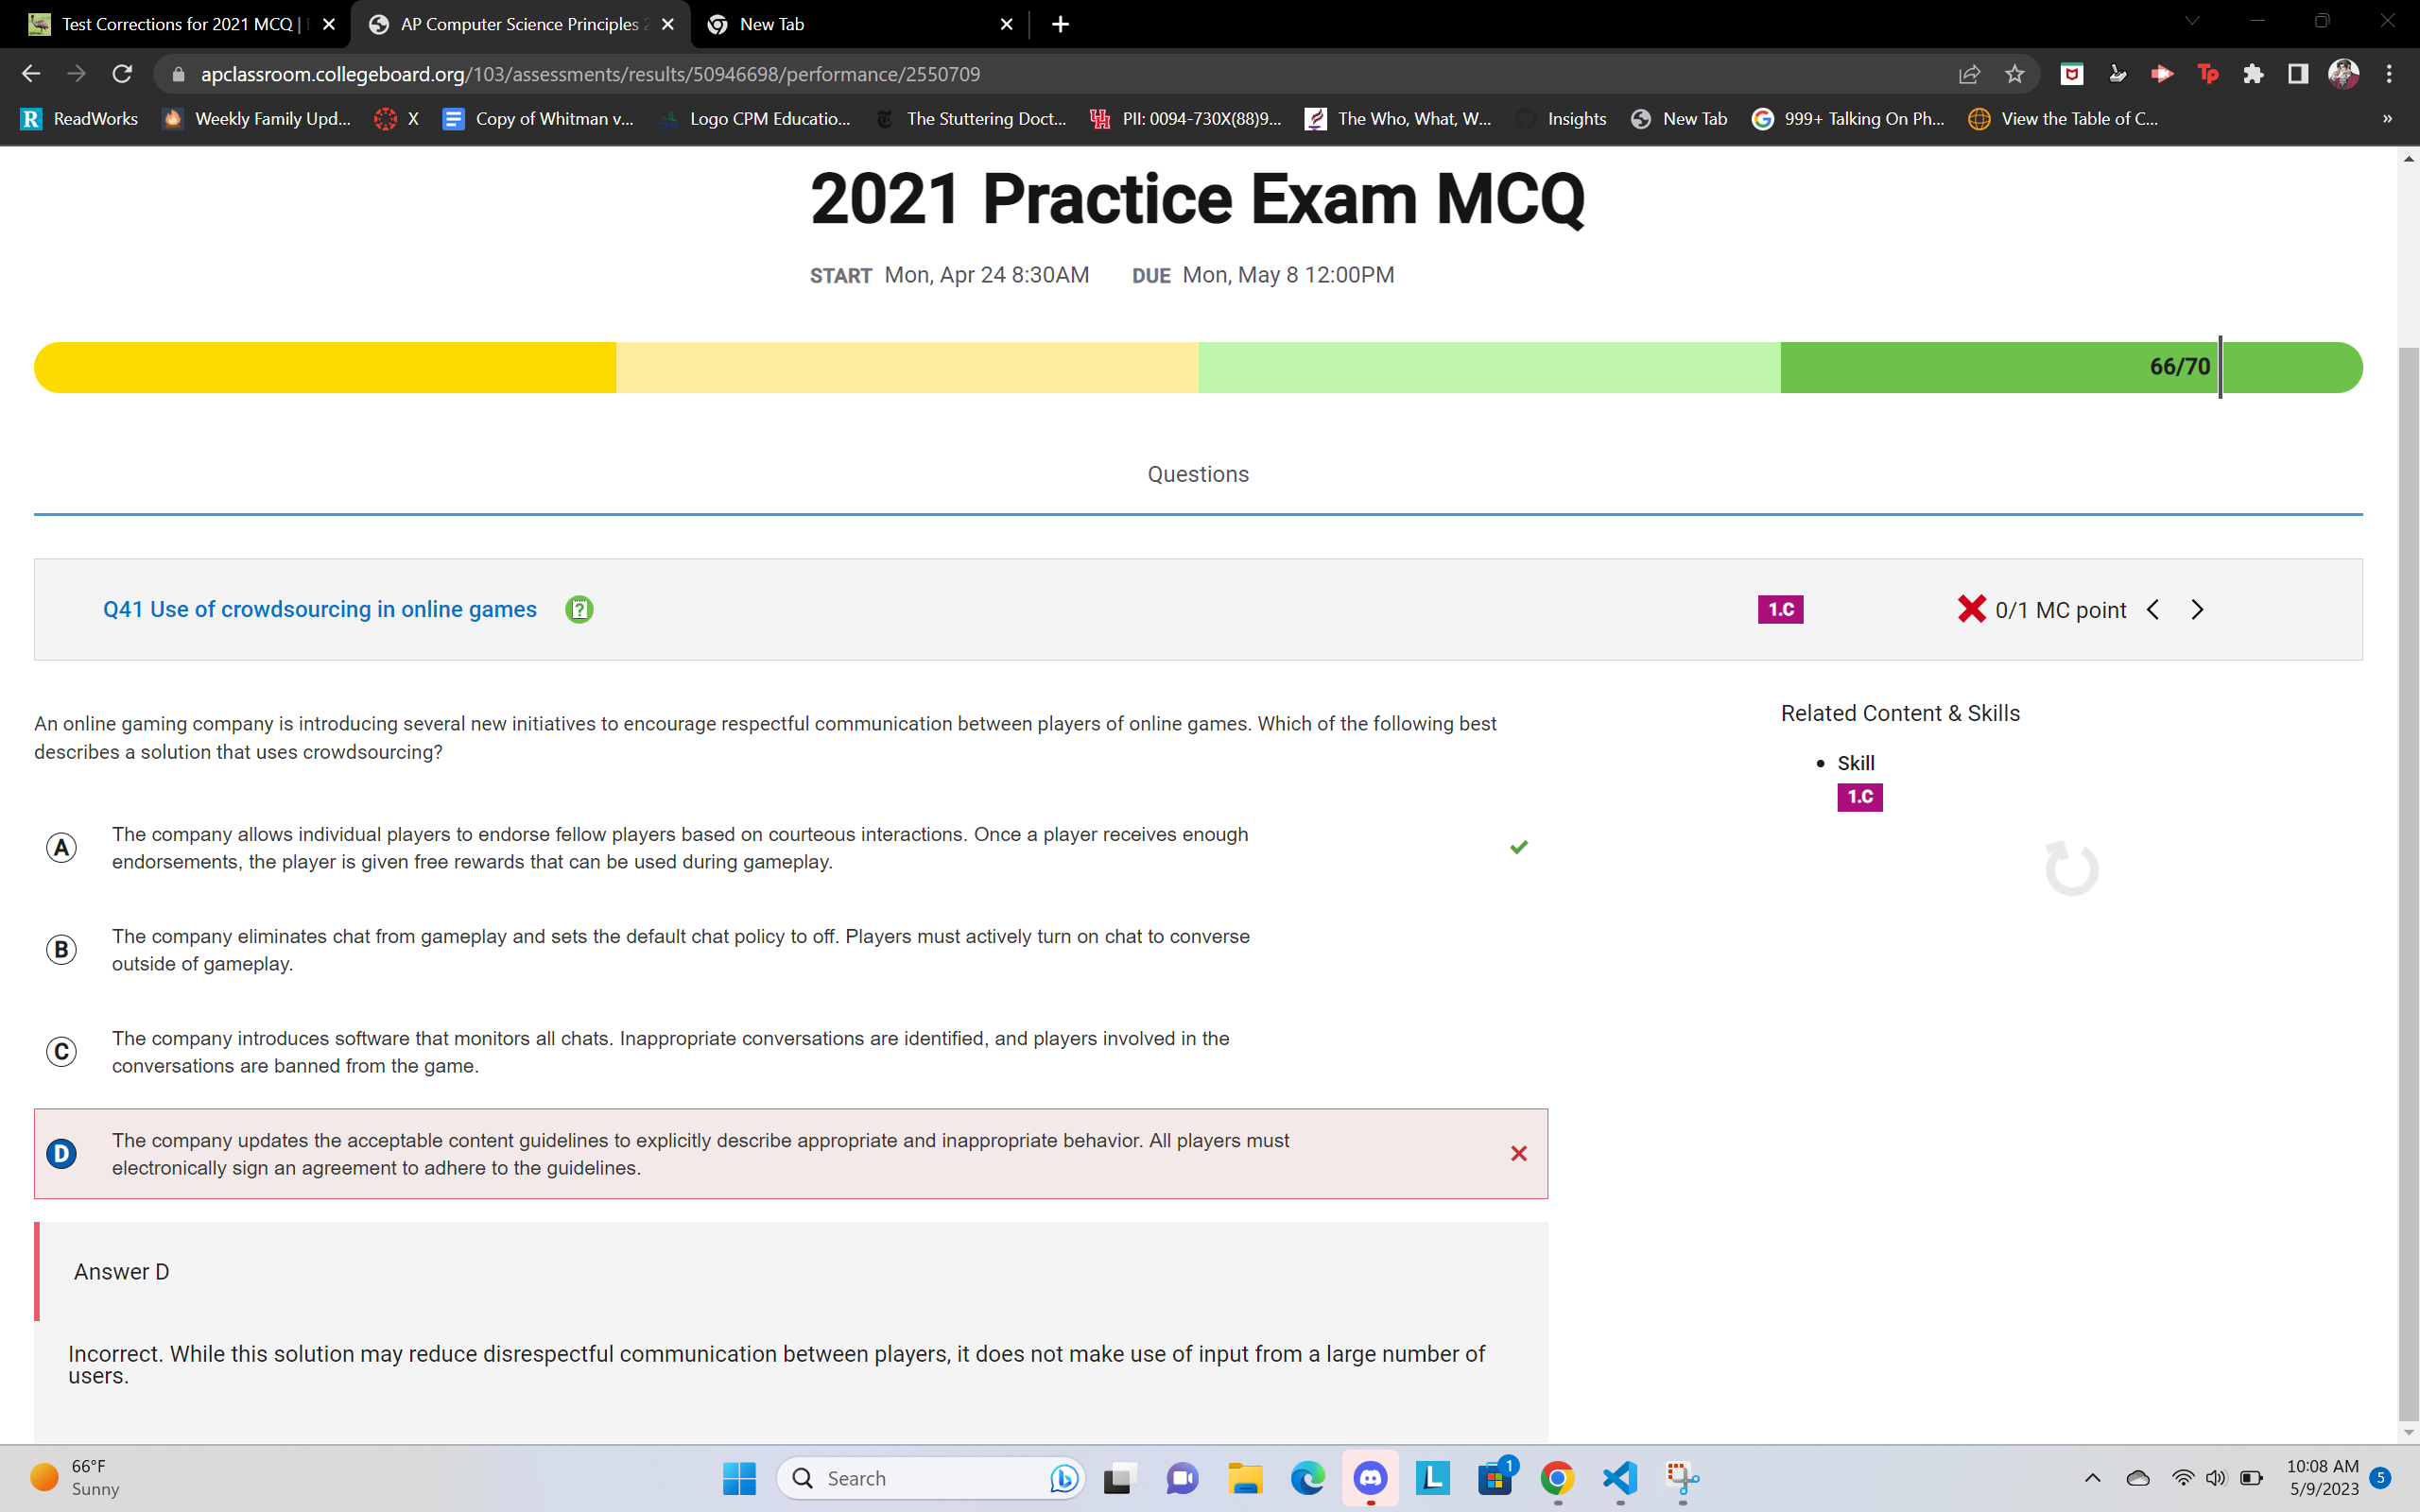 Test Corrections for 2021 MCQ |
AP Computer Science Principles 2
New Tab
apclassroom.collegeboard.org/103/assessments/results/50946698/performance/2550709
ReadWorks
Weekly Family Upd...
X
Copy of Whitman v...
Logo CPM Educatio...
The Stuttering Doct...
PII: 0094-730X(88)9...
The Who, What, W...
Insights
New Tab
999+ Talking On Ph...
View the Table of C...
»
2021 Practice Exam MCQ
START Mon, Apr 24 8:30AM DUE Mon, May 8 12:00PM
66/70
Questions
Q41 Use of crowdsourcing in online games
1.C
0/1 MC point
An online gaming company is introducing several new initiatives to encourage respectful communication between players of online games. Which of the following best
describes a solution that uses crowdsourcing?
A
The company allows individual players to endorse fellow players based on courteous interactions. Once a player receives enough
endorsements, the player is given free rewards that can be used during gameplay.
B
The company eliminates chat from gameplay and sets the default chat policy to off. Players must actively turn on chat to converse
outside of gameplay.
C
The company introduces software that monitors all chats. Inappropriate conversations are identified, and players involved in the
conversations are banned from the game.
D
The company updates the acceptable content guidelines to explicitly describe appropriate and inappropriate behavior. All players must
electronically sign an agreement to adhere to the guidelines.
Answer D
Incorrect. While this solution may reduce disrespectful communication between players, it does not make use of input from a large number of
users.
Related Content & Skills
Skill
1.C
66°F
Sunny
Search
1
10:08 AM
5/9/2023
5